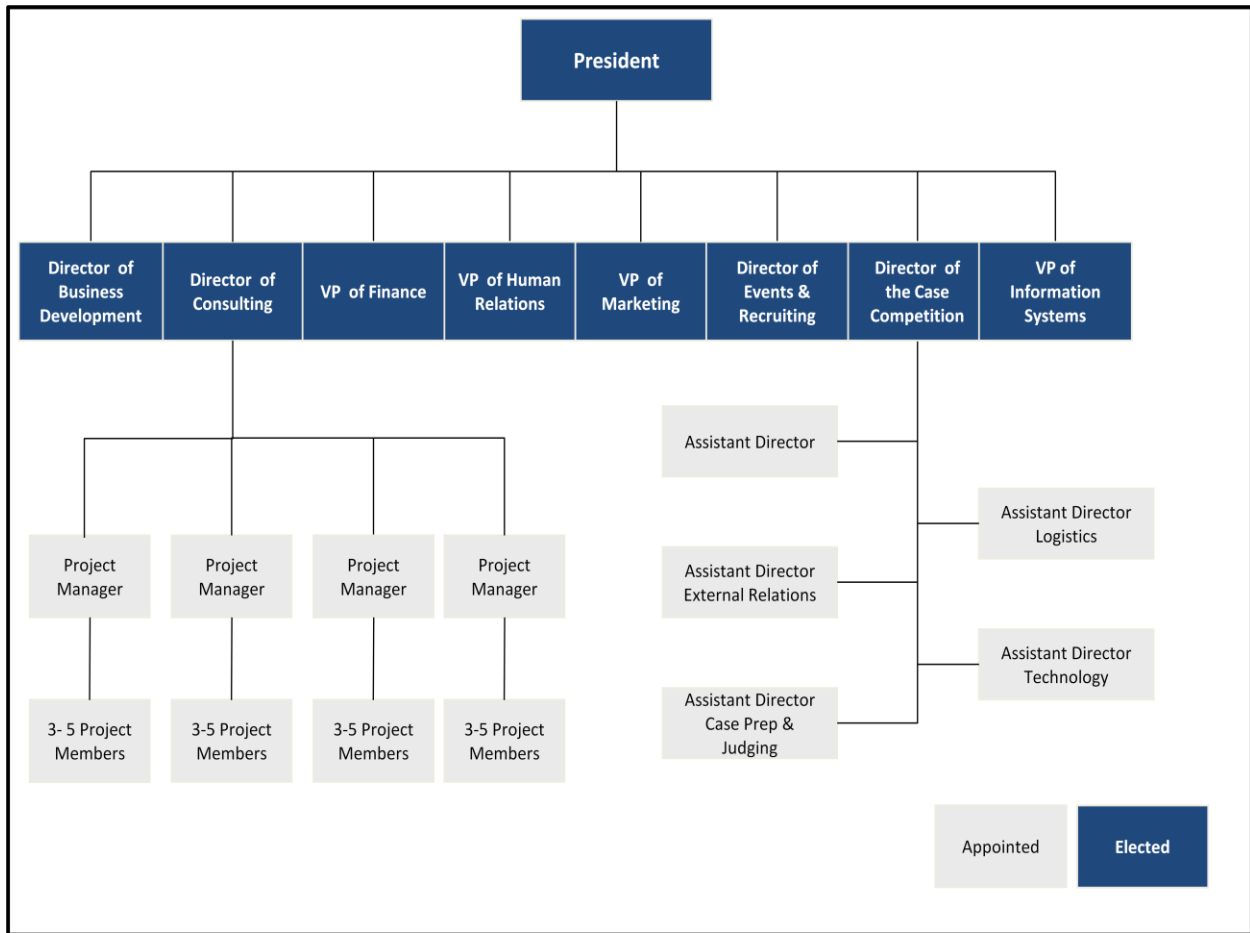 President
Director of
Business
Development
Director of
Consulting
VP of Finance
VP of Human
Relations
VP of
Marketing
Director of
Events &
Recruiting
Director of
the Case
Competition
VP of
Information
Systems
Assistant Director
Assistant Director
Logistics
Project
Manager
Project
Manager
Project
Manager
Project
Manager
Assistant Director
External Relations
Assistant Director
Technology
3- 5 Project
Members
3-5 Project
Members
3-5 Project
Members
3-5 Project
Members
Assistant Director
Case Prep &
Judging
Appointed
Elected